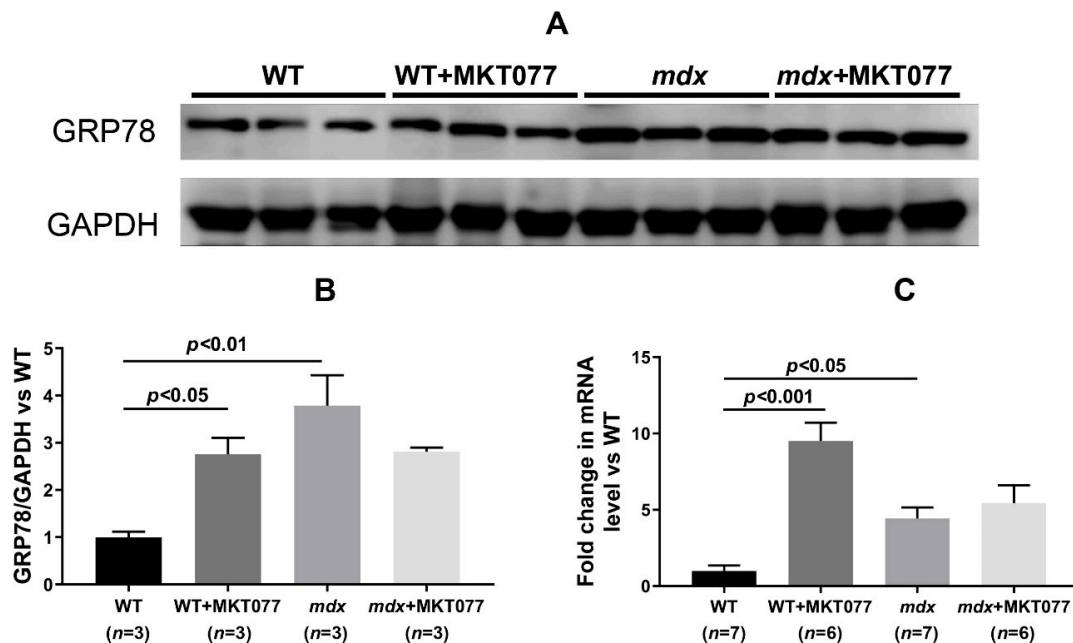 A
WT WT+MKT077 mdx mdx+MKT077
GRP78
GAPDH
B
GRP78/GAPDH vs WT
5
4
3
2
1
0
p<0.01
p<0.05
WT WT+MKT077 mdx mdx+MKT077
(n=3) (n=3) (n=3) (n=3)
C
Fold change in mRNA
level vs WT
15
10
5
0
p<0.05
p<0.001
WT WT+MKT077 mdx mdx+MKT077
(n=7) (n=6) (n=7) (n=6)